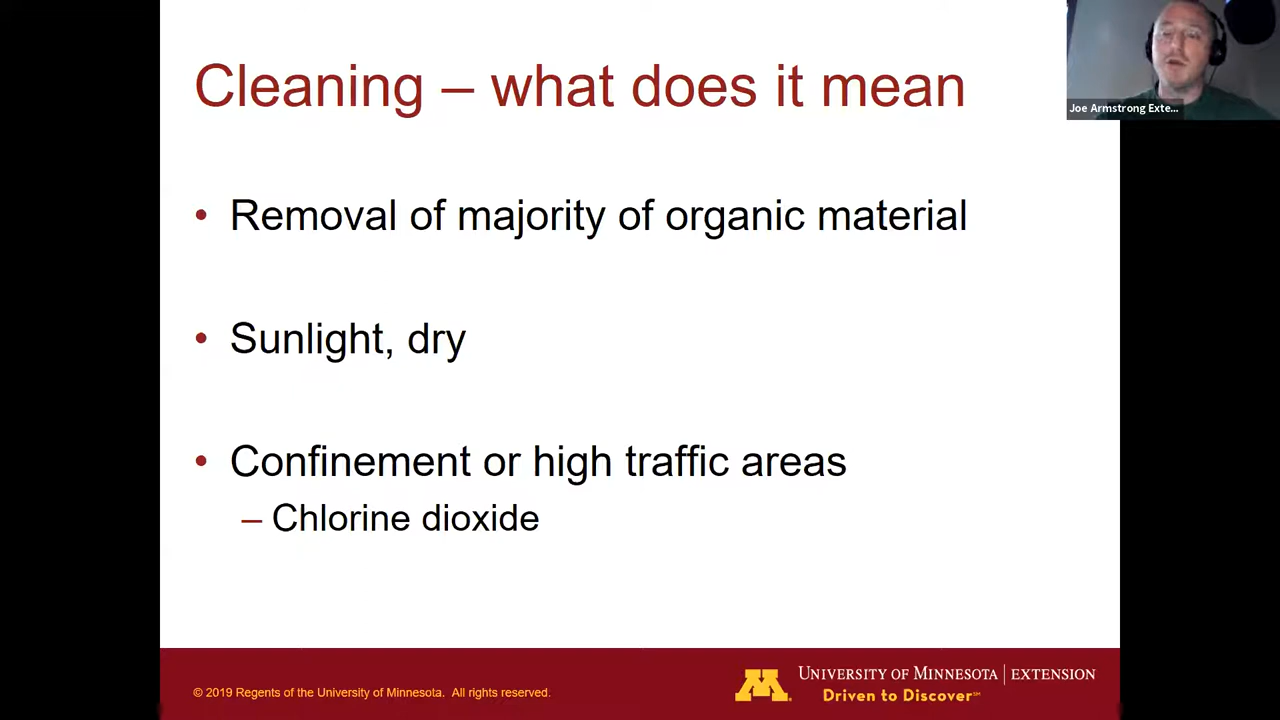 Cleaning – what does it mean
Joe Armstrong Exte...
• Removal of majority of organic material
• Sunlight, dry
• Confinement or high traffic areas
– Chlorine dioxide
© 2019 Regents of the University of Minnesota. All rights reserved.
UNIVERSITY OF MINNESOTA | EXTENSION
Driven to Discover℠